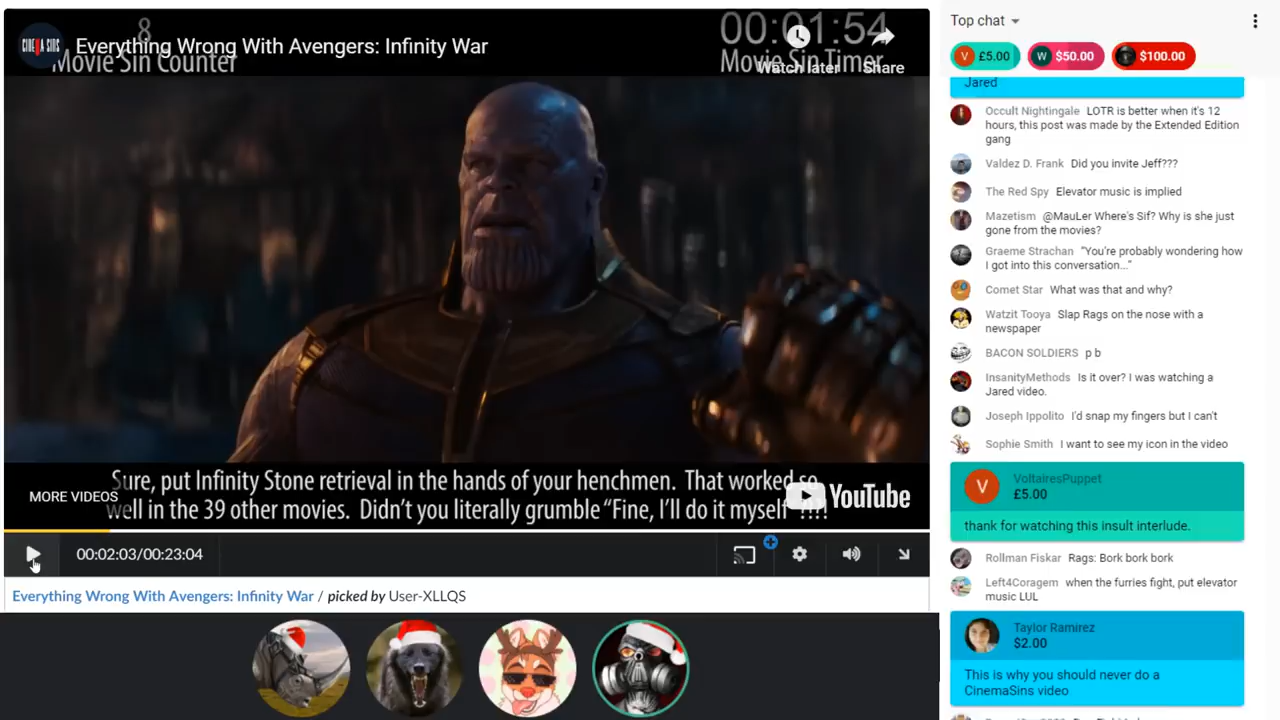 8
00:01:54
CINEMA SINS
Everything Wrong With Avengers: Infinity War
Movie Sin Counter
Movie Sin Timer
Watch later
Share
Sure, put Infinity Stone retrieval in the hands of your henchmen. That worked so
well in the 39 other movies. Didn't you literally grumble "Fine, I'll do it myself"?!!!
MORE VIDEOS
YouTube
00:02:03/00:23:04
Everything Wrong With Avengers: Infinity War / picked by User-XLLQS
Top chat
V £5.00
W $50.00
$100.00
Jared
Occult Nightingale LOTR is better when it's 12
hours, this post was made by the Extended Edition
gang
Valdez D. Frank Did you invite Jeff???
The Red Spy Elevator music is implied
Mazetism @MauLer Where's Sif? Why is she just
gone from the movies?
Graeme Strachan "You're probably wondering how
I got into this conversation..."
Comet Star What was that and why?
Watzit Tooya Slap Rags on the nose with a
newspaper
BACON SOLDIERS p b
InsanityMethods Is it over? I was watching a
Jared video.
Joseph Ippolito I'd snap my fingers but I can't
Sophie Smith I want to see my icon in the video
V
VoltairesPuppet
£5.00
thank for watching this insult interlude.
Rollman Fiskar Rags: Bork bork bork
Left4Coragem when the furries fight, put elevator
music LUL
Taylor Ramirez
$2.00
This is why you should never do a
CinemaSins video